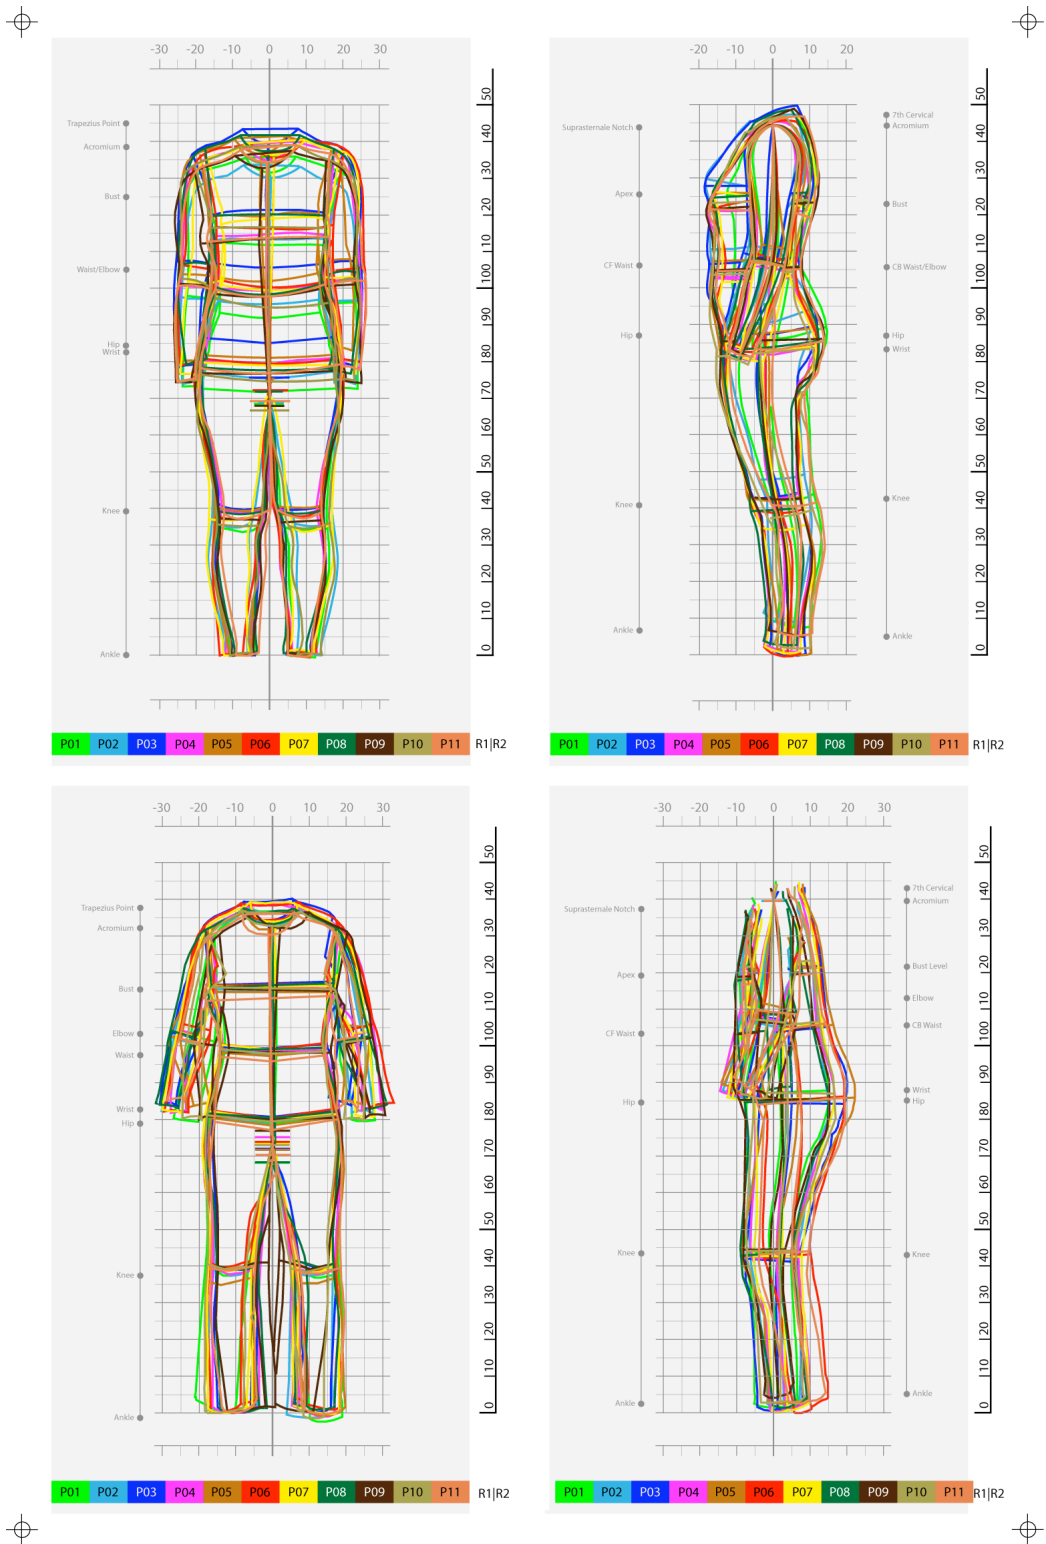 -30 -20 -10 0 10 20 30
Trapezius Point
Acromium
Bust
Waist/Elbow
Hip
Wrist
Knee
Ankle
50
40
30
20
10
100
90
80
70
60
50
40
30
20
10
0
P01 P02 P03 P04 P05 P06 P07 P08 P09 P10 P11 R1|R2
-20 -10 0 10 20
Suprasternale Notch
Apex
CF Waist
Hip
Knee
Ankle
7th Cervical
Acromium
Bust
CB Waist/Elbow
Hip
Wrist
Knee
Ankle
50
40
30
20
10
100
90
80
70
60
50
40
30
20
10
0
P01 P02 P03 P04 P05 P06 P07 P08 P09 P10 P11 R1|R2
-30 -20 -10 0 10 20 30
Trapezius Point
Acromium
Bust
Elbow
Waist
Wrist
Hip
Knee
Ankle
50
40
30
20
10
100
90
80
70
60
50
40
30
20
10
0
P01 P02 P03 P04 P05 P06 P07 P08 P09 P10 P11 R1|R2
-30 -20 -10 0 10 20 30
Suprasternale Notch
Apex
CF Waist
Hip
Knee
Ankle
7th Cervical
Acromium
Bust Level
Elbow
CB Waist
Wrist
Hip
Knee
Ankle
50
40
30
20
10
100
90
80
70
60
50
40
30
20
10
0
P01 P02 P03 P04 P05 P06 P07 P08 P09 P10 P11 R1|R2